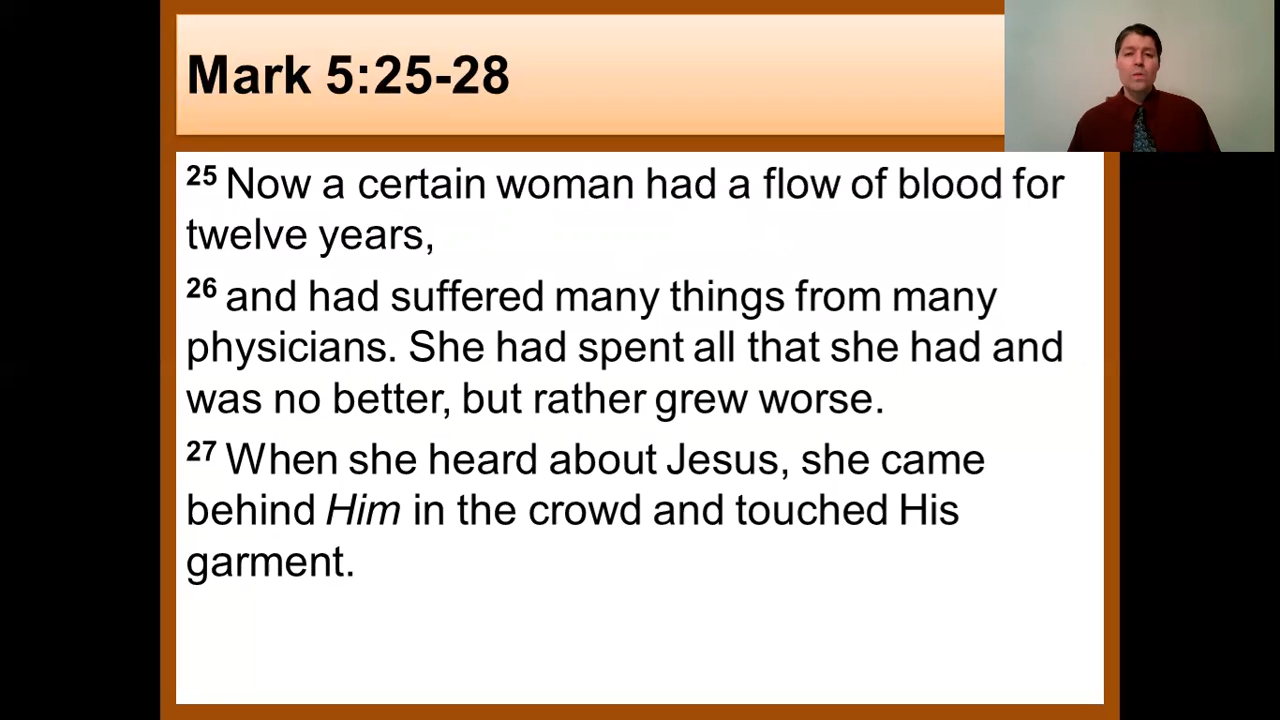 Mark 5:25-28
25 Now a certain woman had a flow of blood for
twelve years,
26 and had suffered many things from many
physicians. She had spent all that she had and
was no better, but rather grew worse.
27 When she heard about Jesus, she came
behind Him in the crowd and touched His
garment.